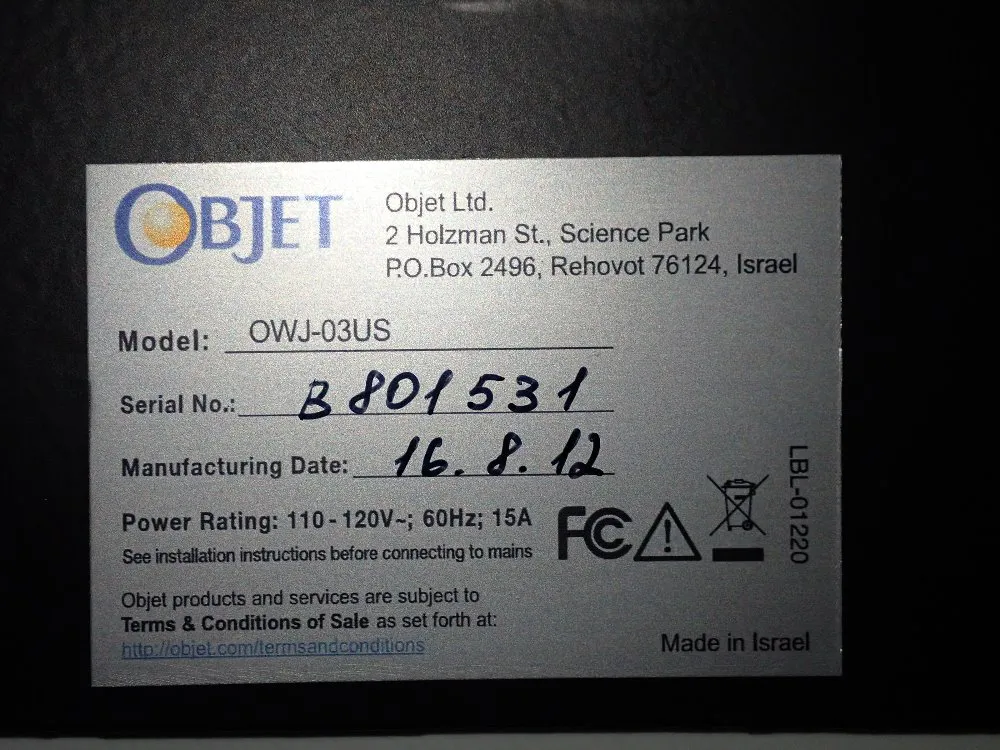 OBJET
Objet Ltd.
2 Holzman St., Science Park
P.O.Box 2496, Rehovot 76124, Israel
Model: OWJ-03US
Serial No.: B801531
Manufacturing Date: 16.8.12
Power Rating: 110 - 120V~; 60Hz; 15A
See installation instructions before connecting to mains
FC
LBL-01220
Objet products and services are subject to
Terms & Conditions of Sale as set forth at:
http://objet.com/termsandconditions
Made in Israel